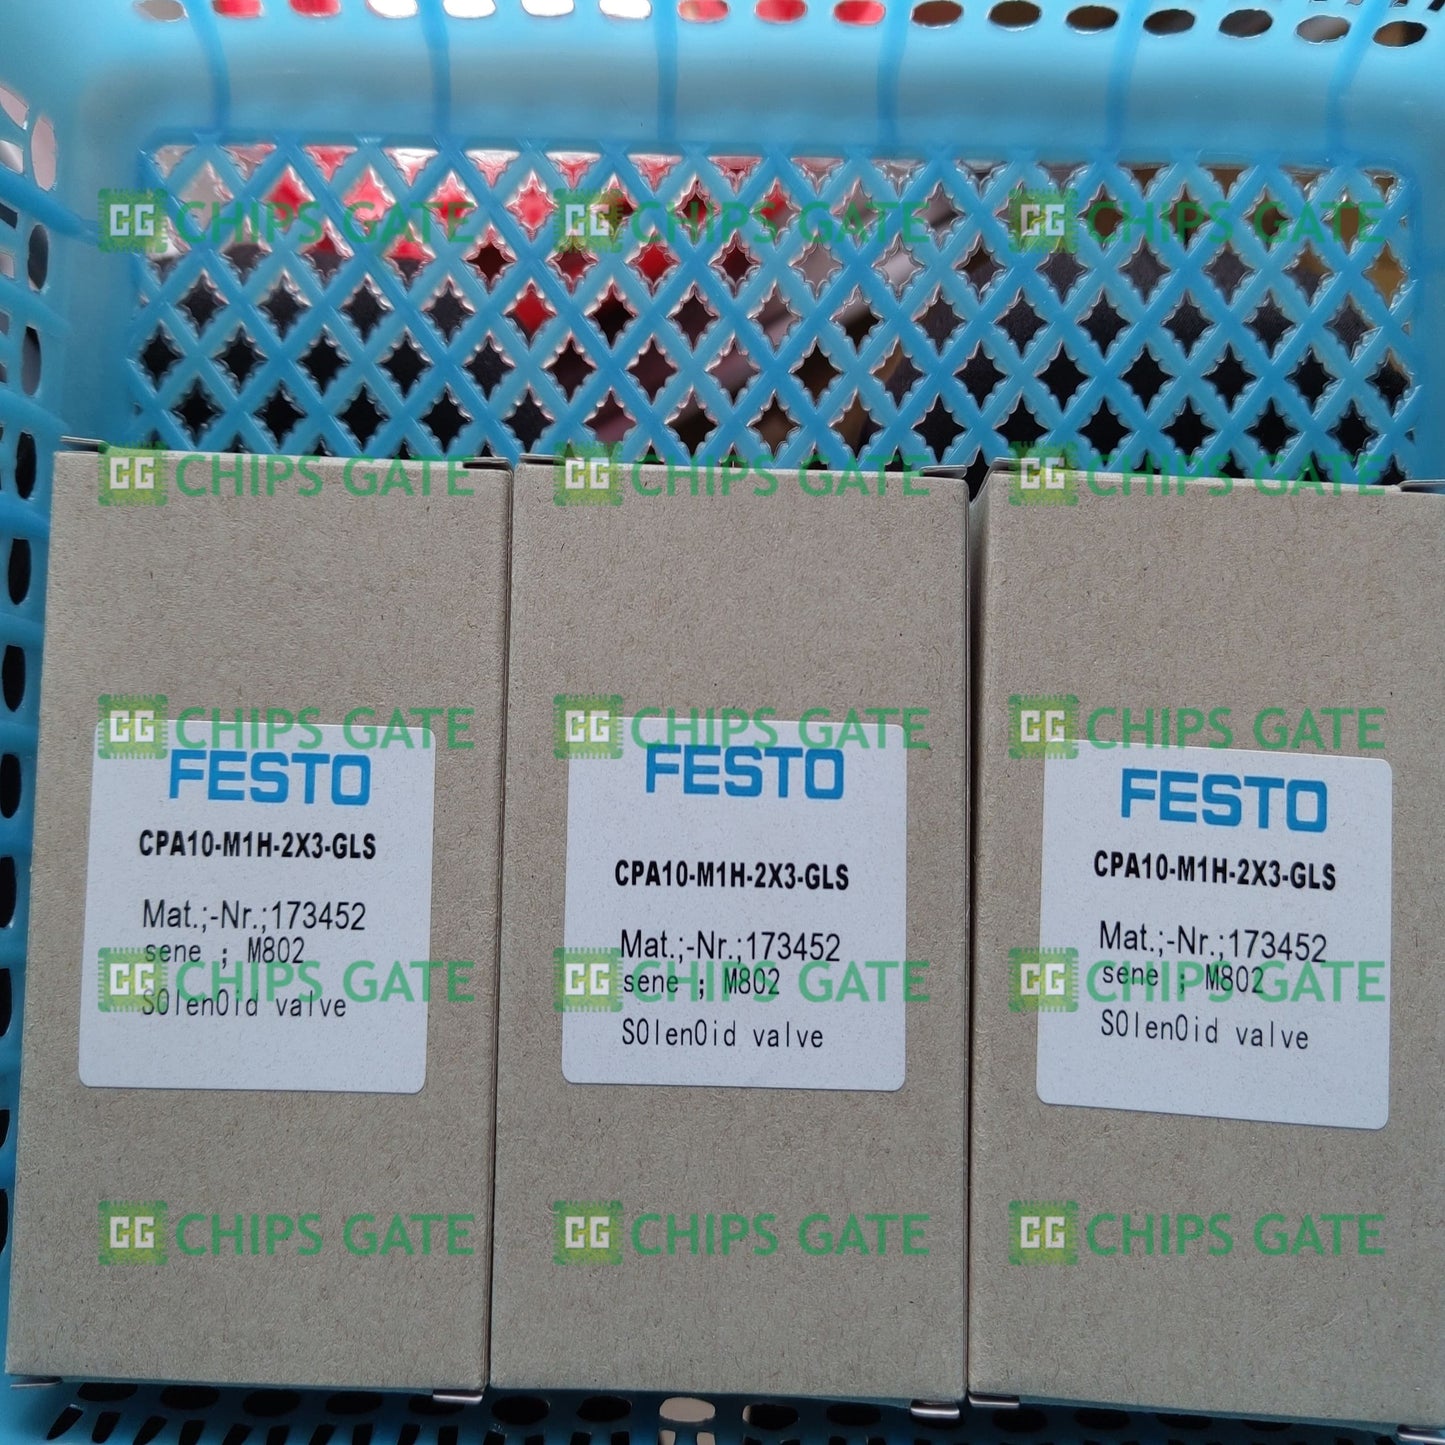 CG CHIPS GATE CG CHIPS GATE CG CHIPS GATE
CG CHIPS GATE CG CHIPS GATE CG CHIPS GATE
CG CHIPS GATE CG CHIPS GATE CG CHIPS GATE
FESTO
CPA10-M1H-2X3-GLS
Mat.;-Nr.;173452
sene ; M802
SOlenOid valve
FESTO
CPA10-M1H-2X3-GLS
Mat.;-Nr.;173452
sene ; M802
SOlenOid valve
FESTO
CPA10-M1H-2X3-GLS
Mat.;-Nr.;173452
sene ; M802
SOlenOid valve
CG CHIPS GATE CG CHIPS GATE CG CHIPS GATE
CG CHIPS GATE CG CHIPS GATE CG CHIPS GATE